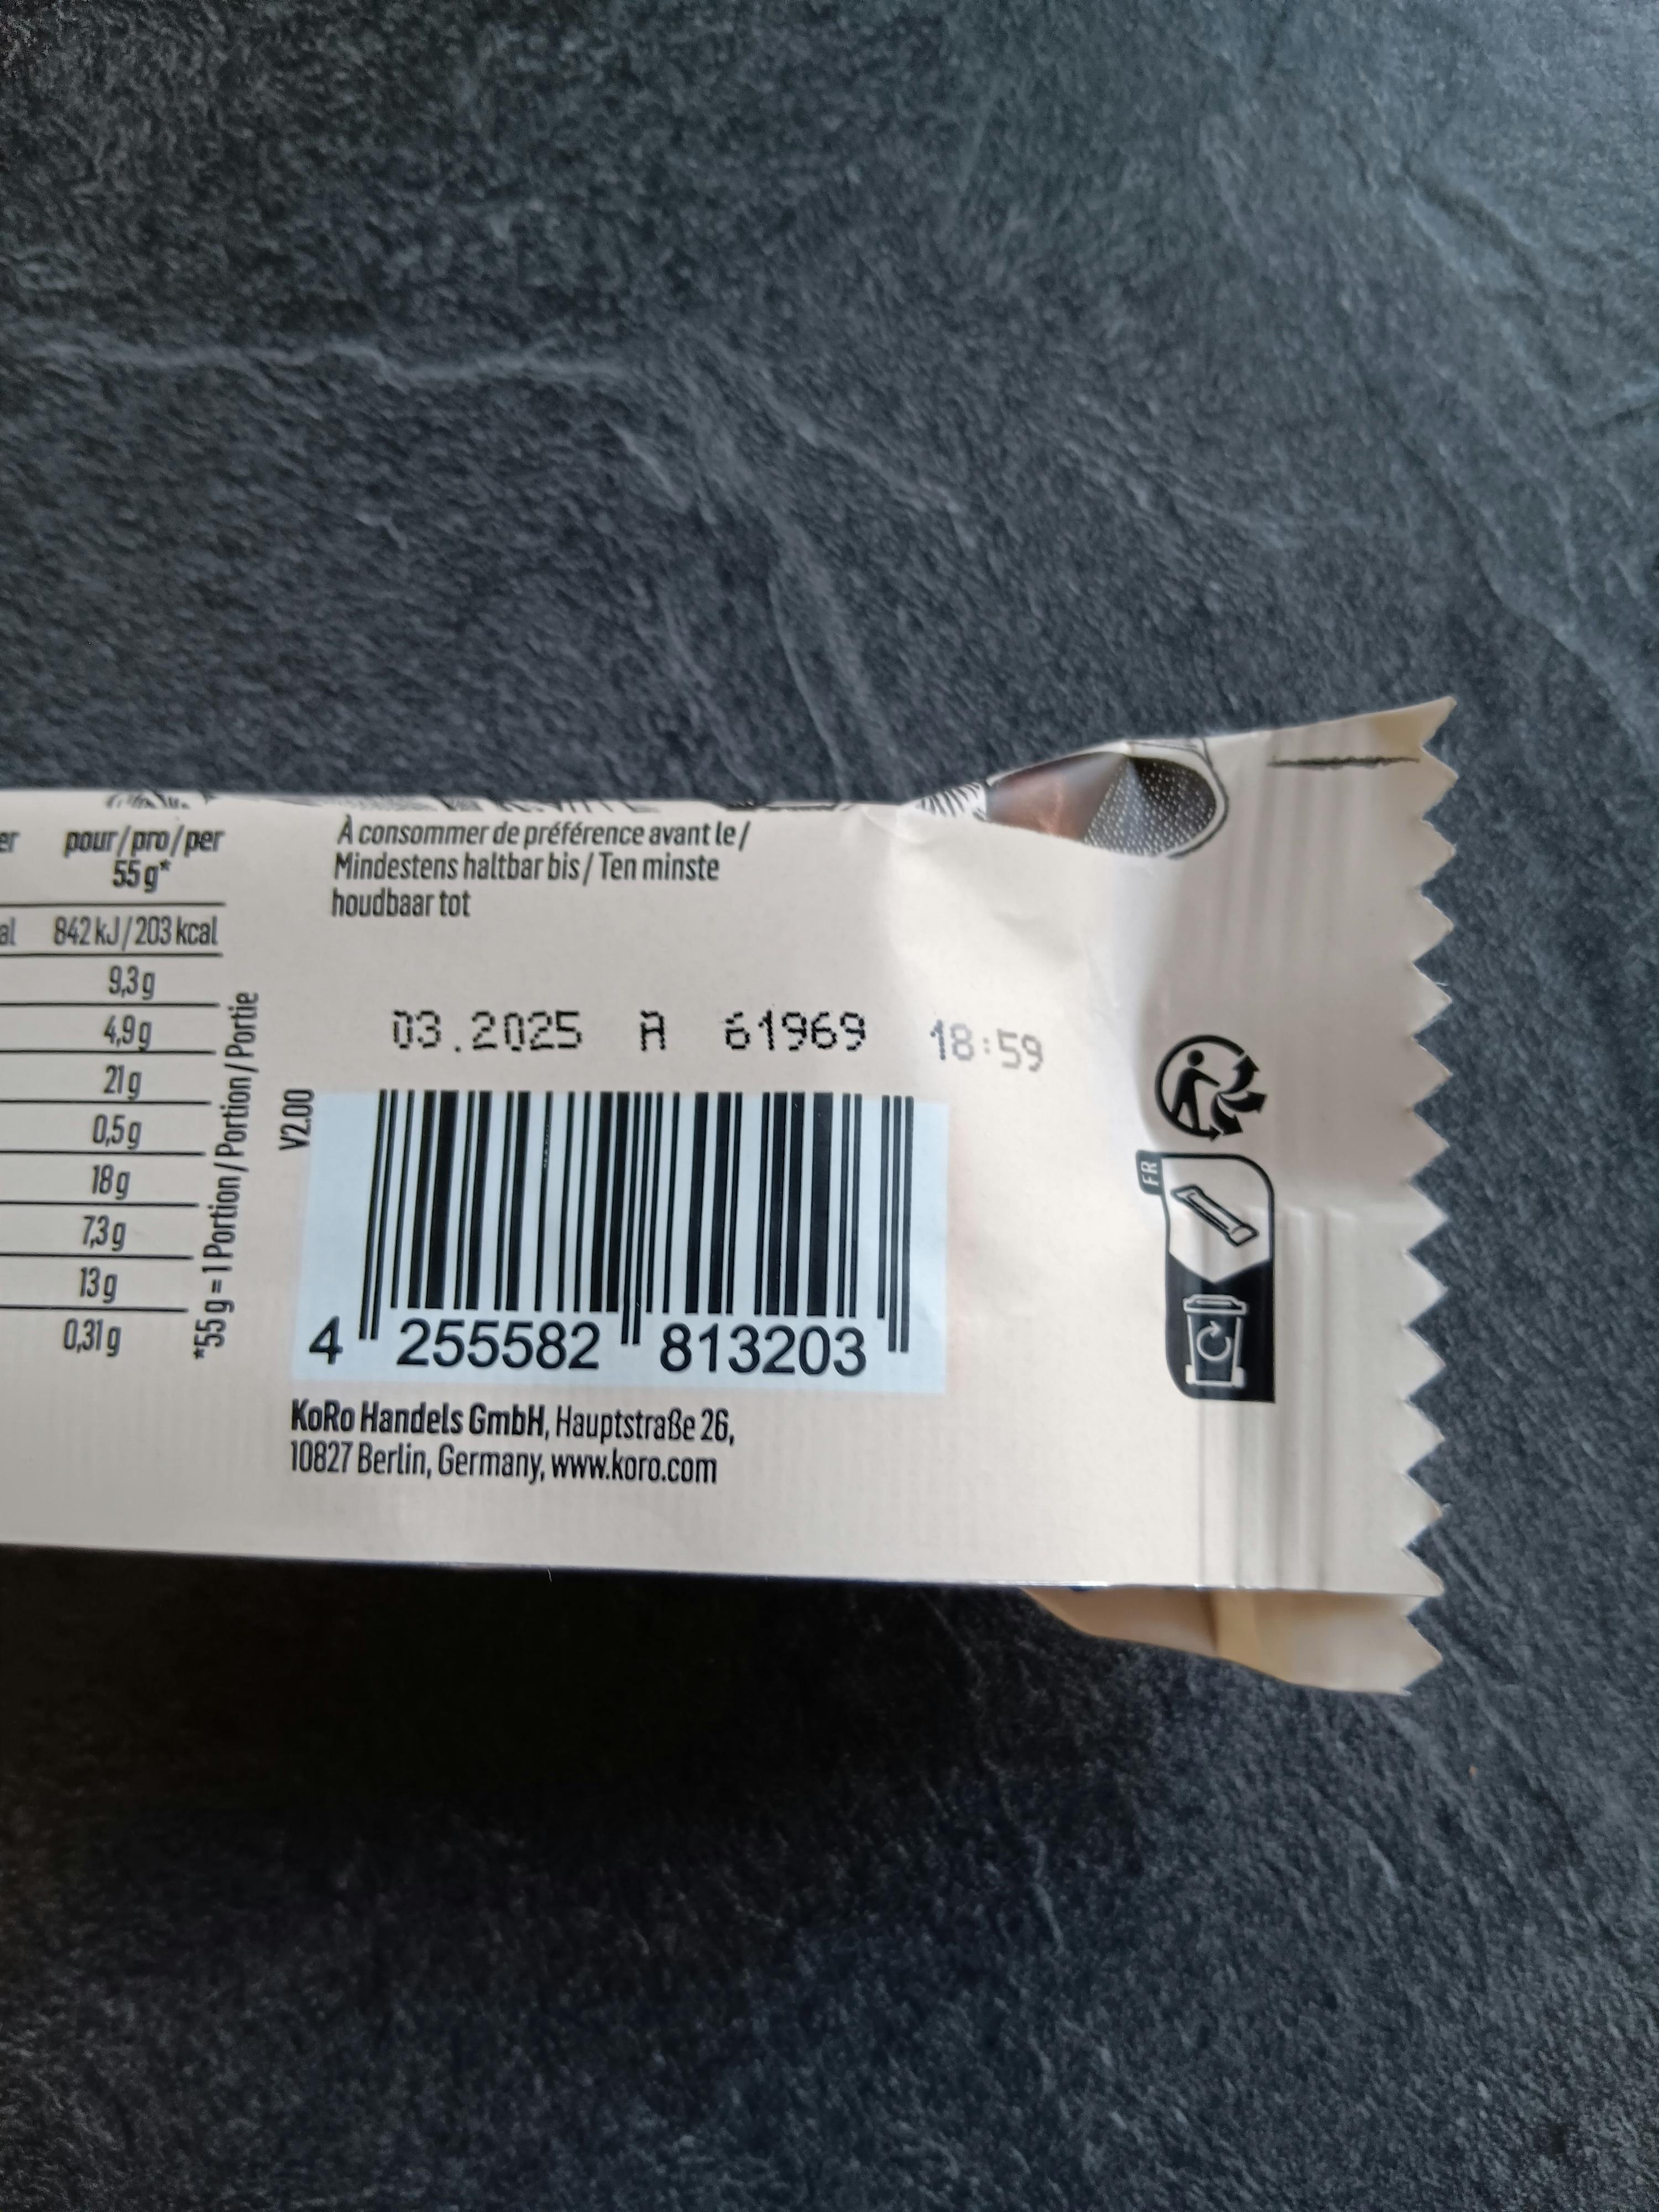 pour/pro/per
55 g*
842 kJ/203 kcal
9,3 g
4,9 g
21 g
0,5 g
18 g
7,3 g
13 g
0,31 g
*55 g = 1 Portion/Portion/Portie
À consommer de préférence avant le/
Mindestens haltbar bis/Ten minste
houdbaar tot
03.2025 A 61969 18:59
V2.00
4 255582 813203
KoRo Handels GmbH, Hauptstraße 26,
10827 Berlin, Germany, www.koro.com
FR